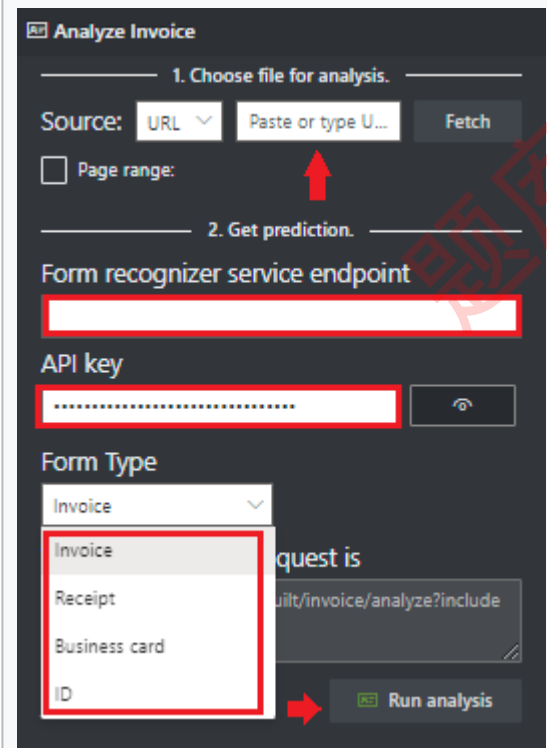 Analyze Invoice
1. Choose file for analysis.
Source: URL Paste or type U... Fetch
Page range:
2. Get prediction.
Form recognizer service endpoint
API key
Form Type
Invoice
Invoice
quest is
Receipt
uilt/invoice/analyze?include
Business card
ID
Run analysis
题库